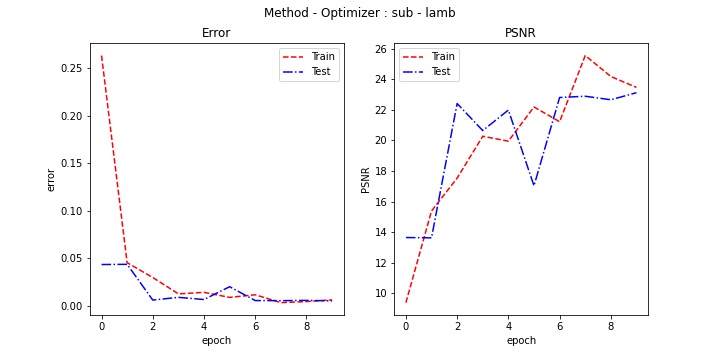 Method - Optimizer : sub - lamb
Error
Train
Test
error
0.25
0.20
0.15
0.10
0.05
0.00
0 2 4 6 8
epoch
PSNR
Train
Test
PSNR
26
24
22
20
18
16
14
12
10
0 2 4 6 8
epoch